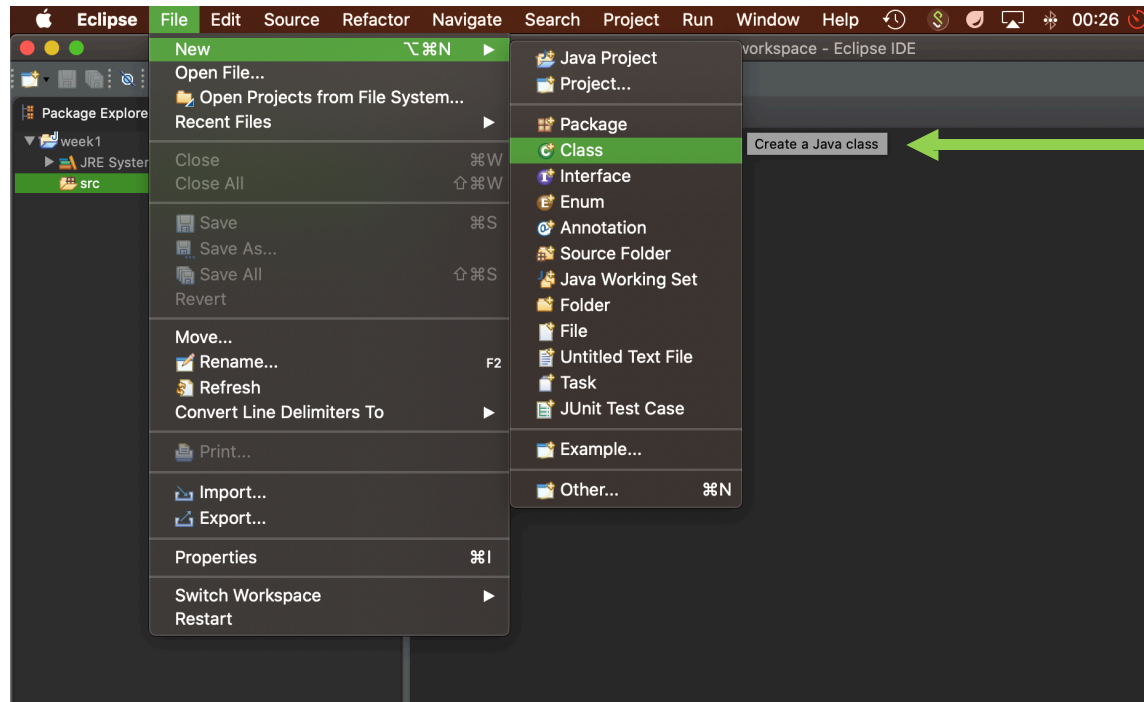 Eclipse File Edit Source Refactor Navigate Search Project Run Window Help 00:26
workspace - Eclipse IDE
Package Explore
week1
JRE Syster
src
New ⌥⌘N ▶
Open File...
Open Projects from File System...
Recent Files ▶
Close ⌘W
Close All ⇧⌘W
Save ⌘S
Save As...
Save All ⇧⌘S
Revert
Move...
Rename... F2
Refresh
Convert Line Delimiters To ▶
Print...
Import...
Export...
Properties ⌘I
Switch Workspace ▶
Restart
Java Project
Project...
Package
Class
Interface
Enum
Annotation
Source Folder
Java Working Set
Folder
File
Untitled Text File
Task
JUnit Test Case
Example...
Other... ⌘N
Create a Java class